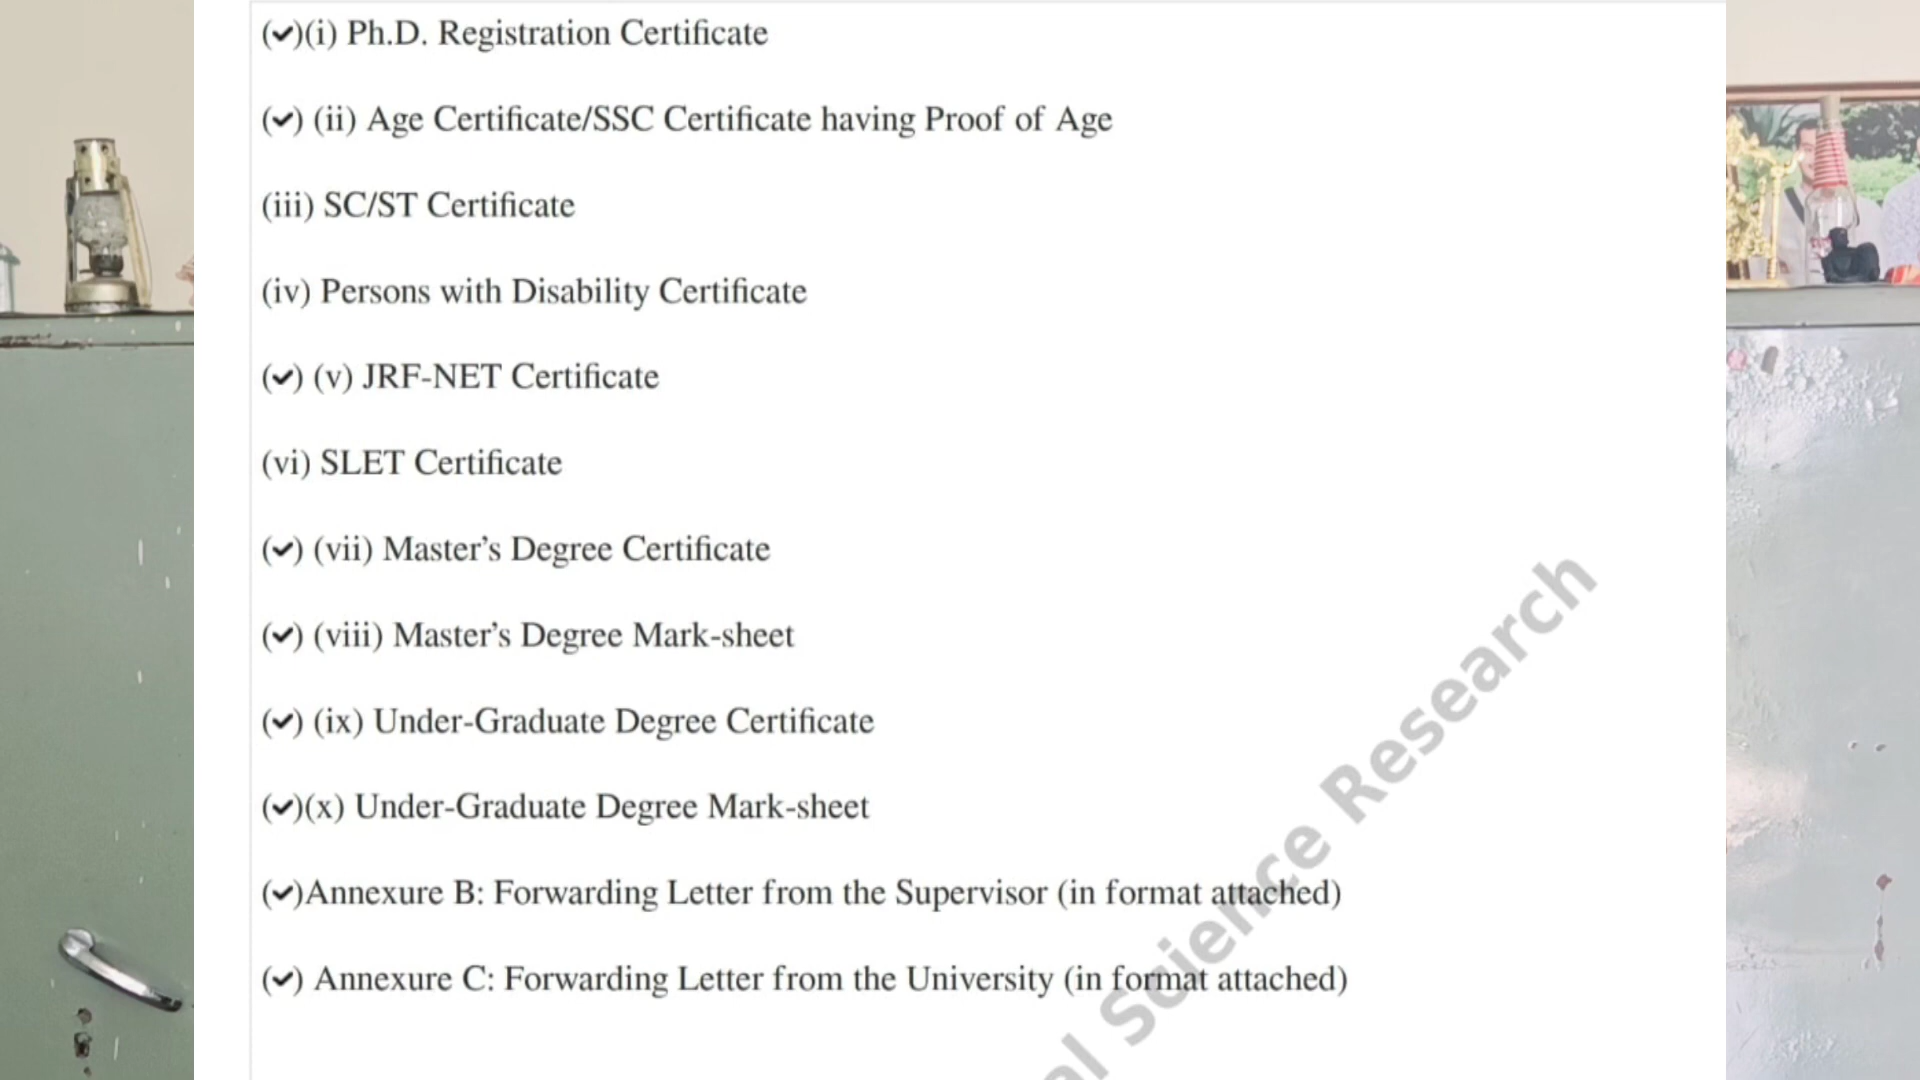 (✔)(i) Ph.D. Registration Certificate
(✔) (ii) Age Certificate/SSC Certificate having Proof of Age
(iii) SC/ST Certificate
(iv) Persons with Disability Certificate
(✔) (v) JRF-NET Certificate
(vi) SLET Certificate
(✔) (vii) Master’s Degree Certificate
(✔) (viii) Master’s Degree Mark-sheet
(✔) (ix) Under-Graduate Degree Certificate
(✔)(x) Under-Graduate Degree Mark-sheet
(✔)Annexure B: Forwarding Letter from the Supervisor (in format attached)
(✔) Annexure C: Forwarding Letter from the University (in format attached)
al Science Research